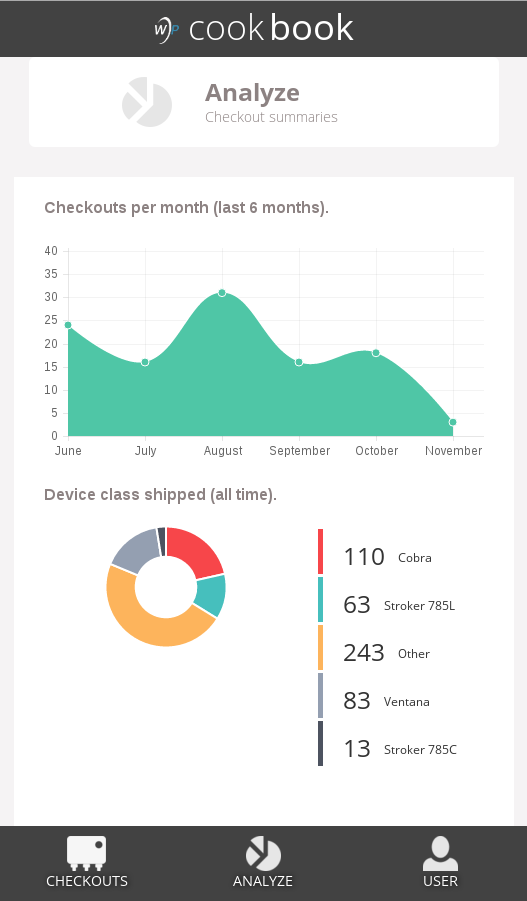 WP cookbook
Analyze
Checkout summaries
Checkouts per month (last 6 months).
40
35
30
25
20
15
10
5
0
June July August September October November
Device class shipped (all time).
110 Cobra
63 Stroker 785L
243 Other
83 Ventana
13 Stroker 785C
CHECKOUTS ANALYZE USER